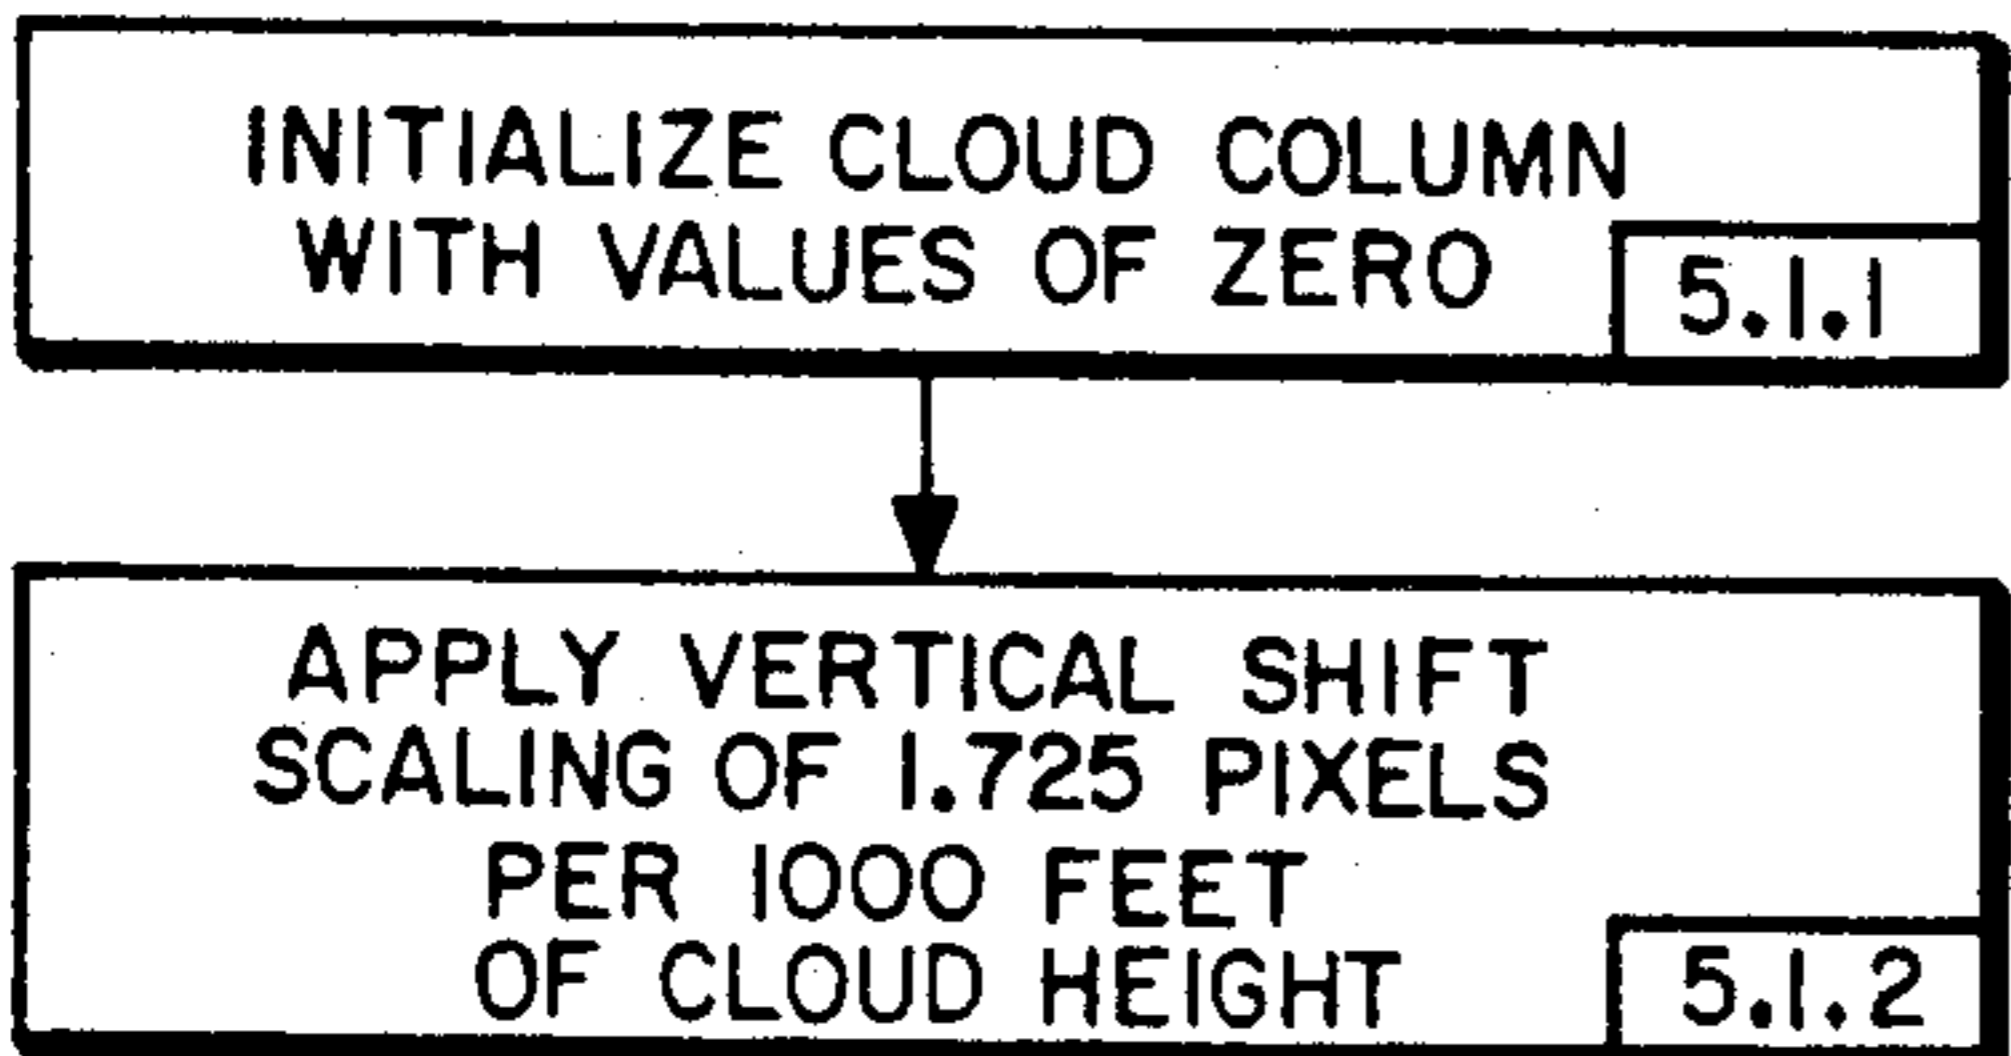 INITIALIZE CLOUD COLUMN
WITH VALUES OF ZERO
5.1.1
APPLY VERTICAL SHIFT
SCALING OF 1.725 PIXELS
PER 1000 FEET
OF CLOUD HEIGHT
5.1.2